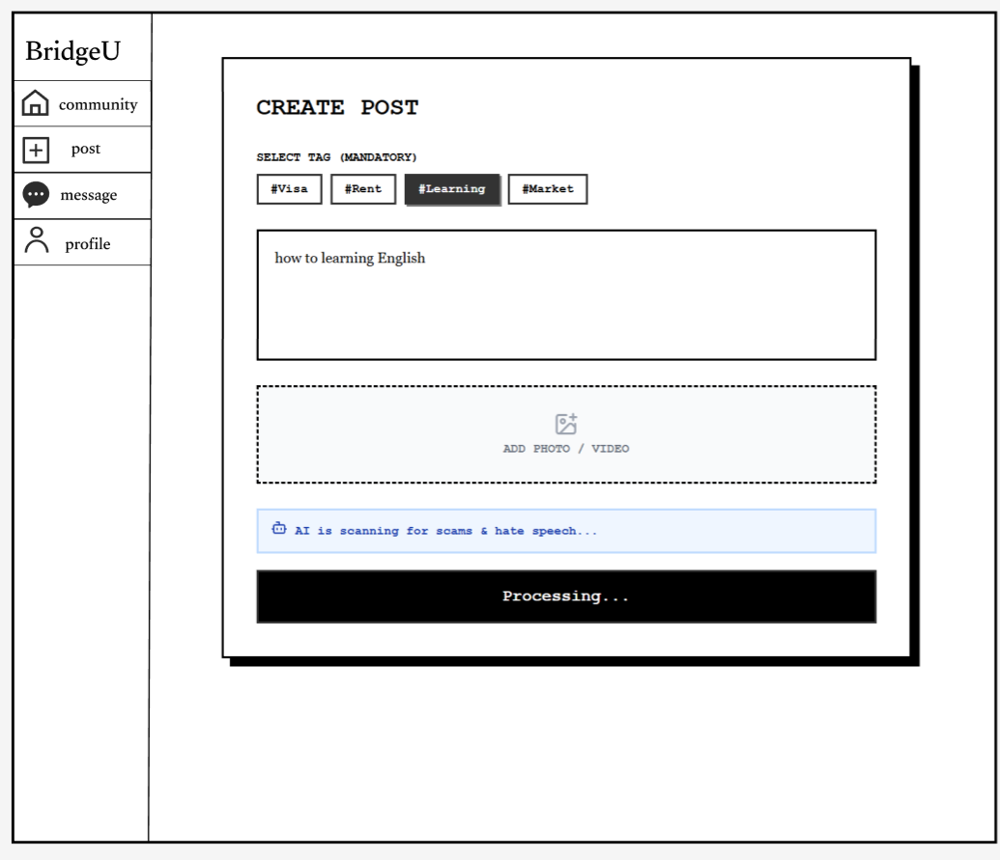 BridgeU
community
post
message
profile
CREATE POST
SELECT TAG (MANDATORY)
#Visa #Rent #Learning #Market
how to learning English
ADD PHOTO / VIDEO
AI is scanning for scams & hate speech...
Processing...